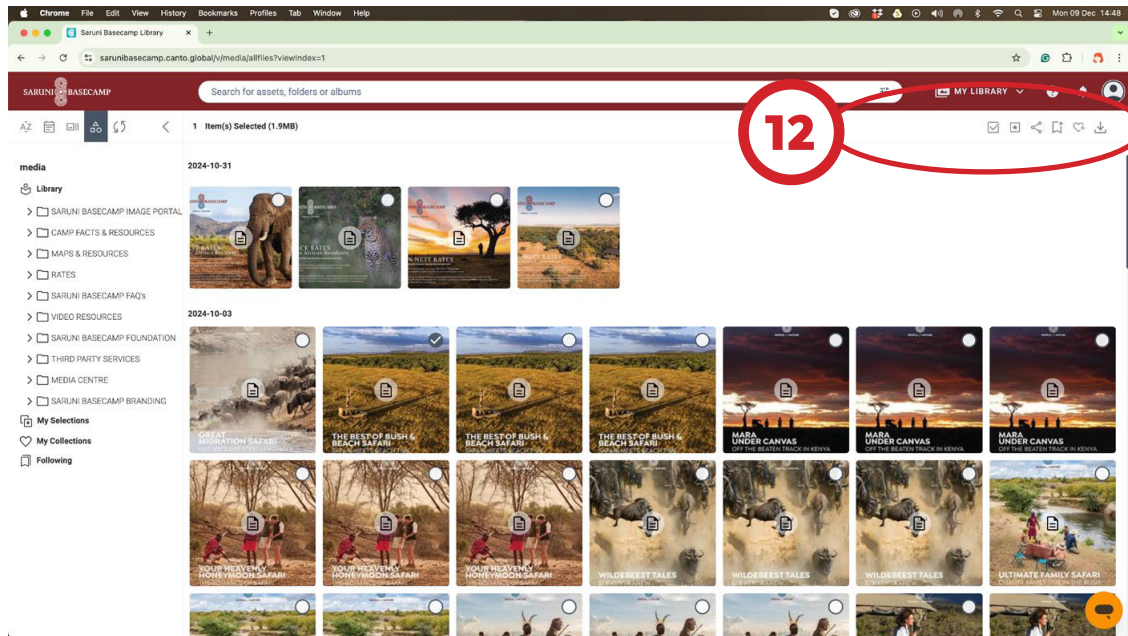 Chrome File Edit View History Bookmarks Profiles Tab Window Help
Mon 09 Dec 14:48
Saruni Basecamp Library
sarunibasecamp.canto.global/v/media/allfiles?viewIndex=1
SARUNI BASECAMP
Search for assets, folders or albums
MY LIBRARY
12
AZ
1 Item(s) Selected (1.9MB)
media
Library
SARUNI BASECAMP IMAGE PORTAL
CAMP FACTS & RESOURCES
MAPS & RESOURCES
RATES
SARUNI BASECAMP FAQ's
VIDEO RESOURCES
SARUNI BASECAMP FOUNDATION
THIRD PARTY SERVICES
MEDIA CENTRE
SARUNI BASECAMP BRANDING
My Selections
My Collections
Following
2024-10-31
NETT RATES
2024-10-03
GREAT
MIGRATION SAFARI
THE BEST OF BUSH &
BEACH SAFARI
THE BEST OF BUSH &
BEACH SAFARI
THE BEST OF BUSH &
BEACH SAFARI
MARA
UNDER CANVAS
OFF THE BEATEN TRACK IN KENYA
MARA
UNDER CANVAS
OFF THE BEATEN TRACK IN KENYA
MARA
UNDER CANVAS
OFF THE BEATEN TRACK IN KENYA
YOUR HEAVENLY
HONEYMOON SAFARI
YOUR HEAVENLY
HONEYMOON SAFARI
YOUR HEAVENLY
HONEYMOON SAFARI
WILDEBEEST TALES
WILDEBEEST TALES
WILDEBEEST TALES
ULTIMATE FAMILY SAFARI
QUALITY FAMILY TIME IN THE BUSH